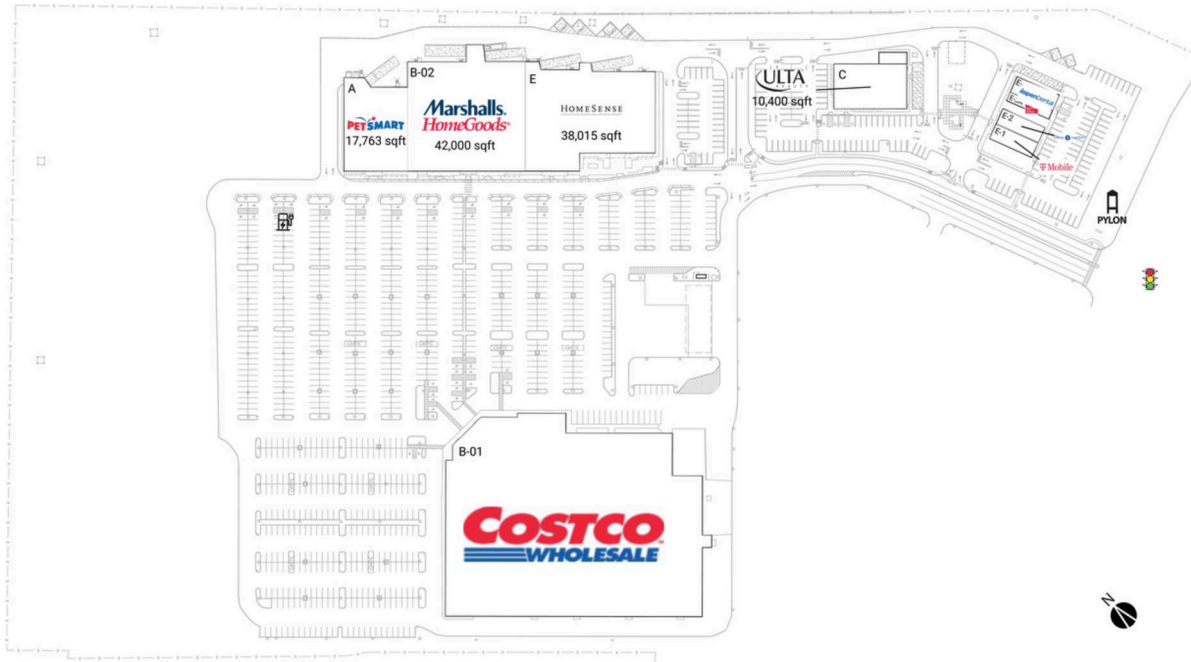 B-02
E
A
Marshalls.
HomeGoods
HOMESENSE
PETSMART
17,763 sqft
42,000 sqft
38,015 sqft
ULTA
10,400 sqft
C
E-
AspenDental
E-2
E-1
T Mobile
PYLON
B-01
COSTCO
WHOLESALE
N